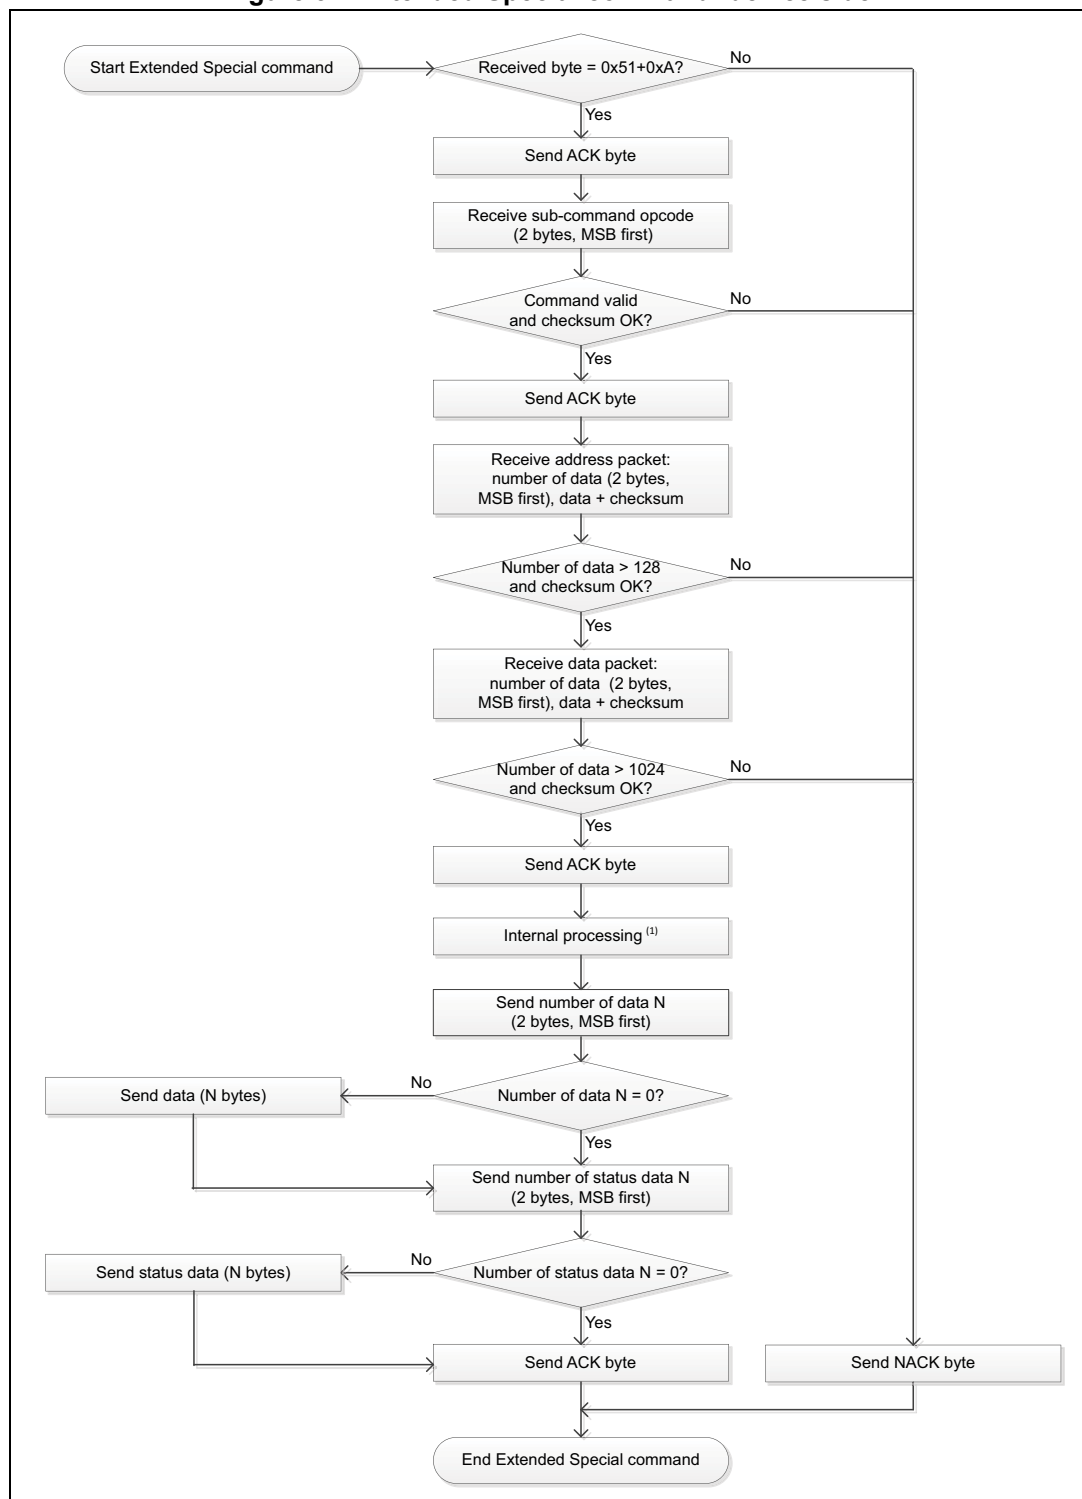 Start Extended Special command
Received byte = 0x51+0xA?
No
Yes
Send ACK byte
Receive sub-command opcode
(2 bytes, MSB first)
Command valid
and checksum OK?
No
Yes
Send ACK byte
Receive address packet:
number of data (2 bytes,
MSB first), data + checksum
Number of data > 128
and checksum OK?
No
Yes
Receive data packet:
number of data (2 bytes,
MSB first), data + checksum
Number of data > 1024
and checksum OK?
No
Yes
Send ACK byte
Internal processing (1)
Send number of data N
(2 bytes, MSB first)
Number of data N = 0?
No
Send data (N bytes)
Yes
Send number of status data N
(2 bytes, MSB first)
Number of status data N = 0?
No
Send status data (N bytes)
Yes
Send ACK byte
Send NACK byte
End Extended Special command